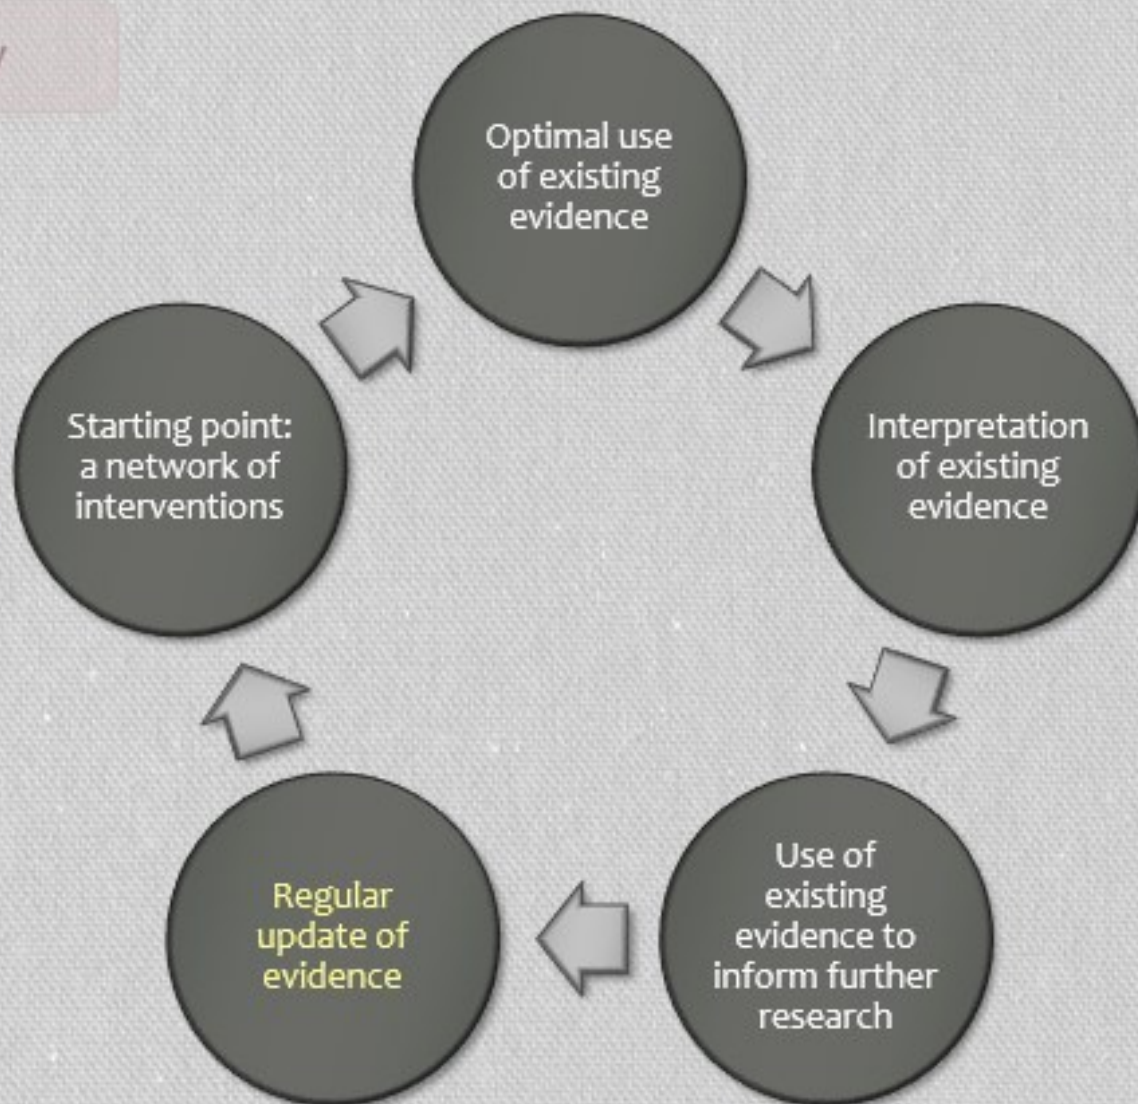 Optimal use
of existing
evidence
Starting point:
a network of
interventions
Interpretation
of existing
evidence
Regular
update of
evidence
Use of
existing
evidence to
inform further
research